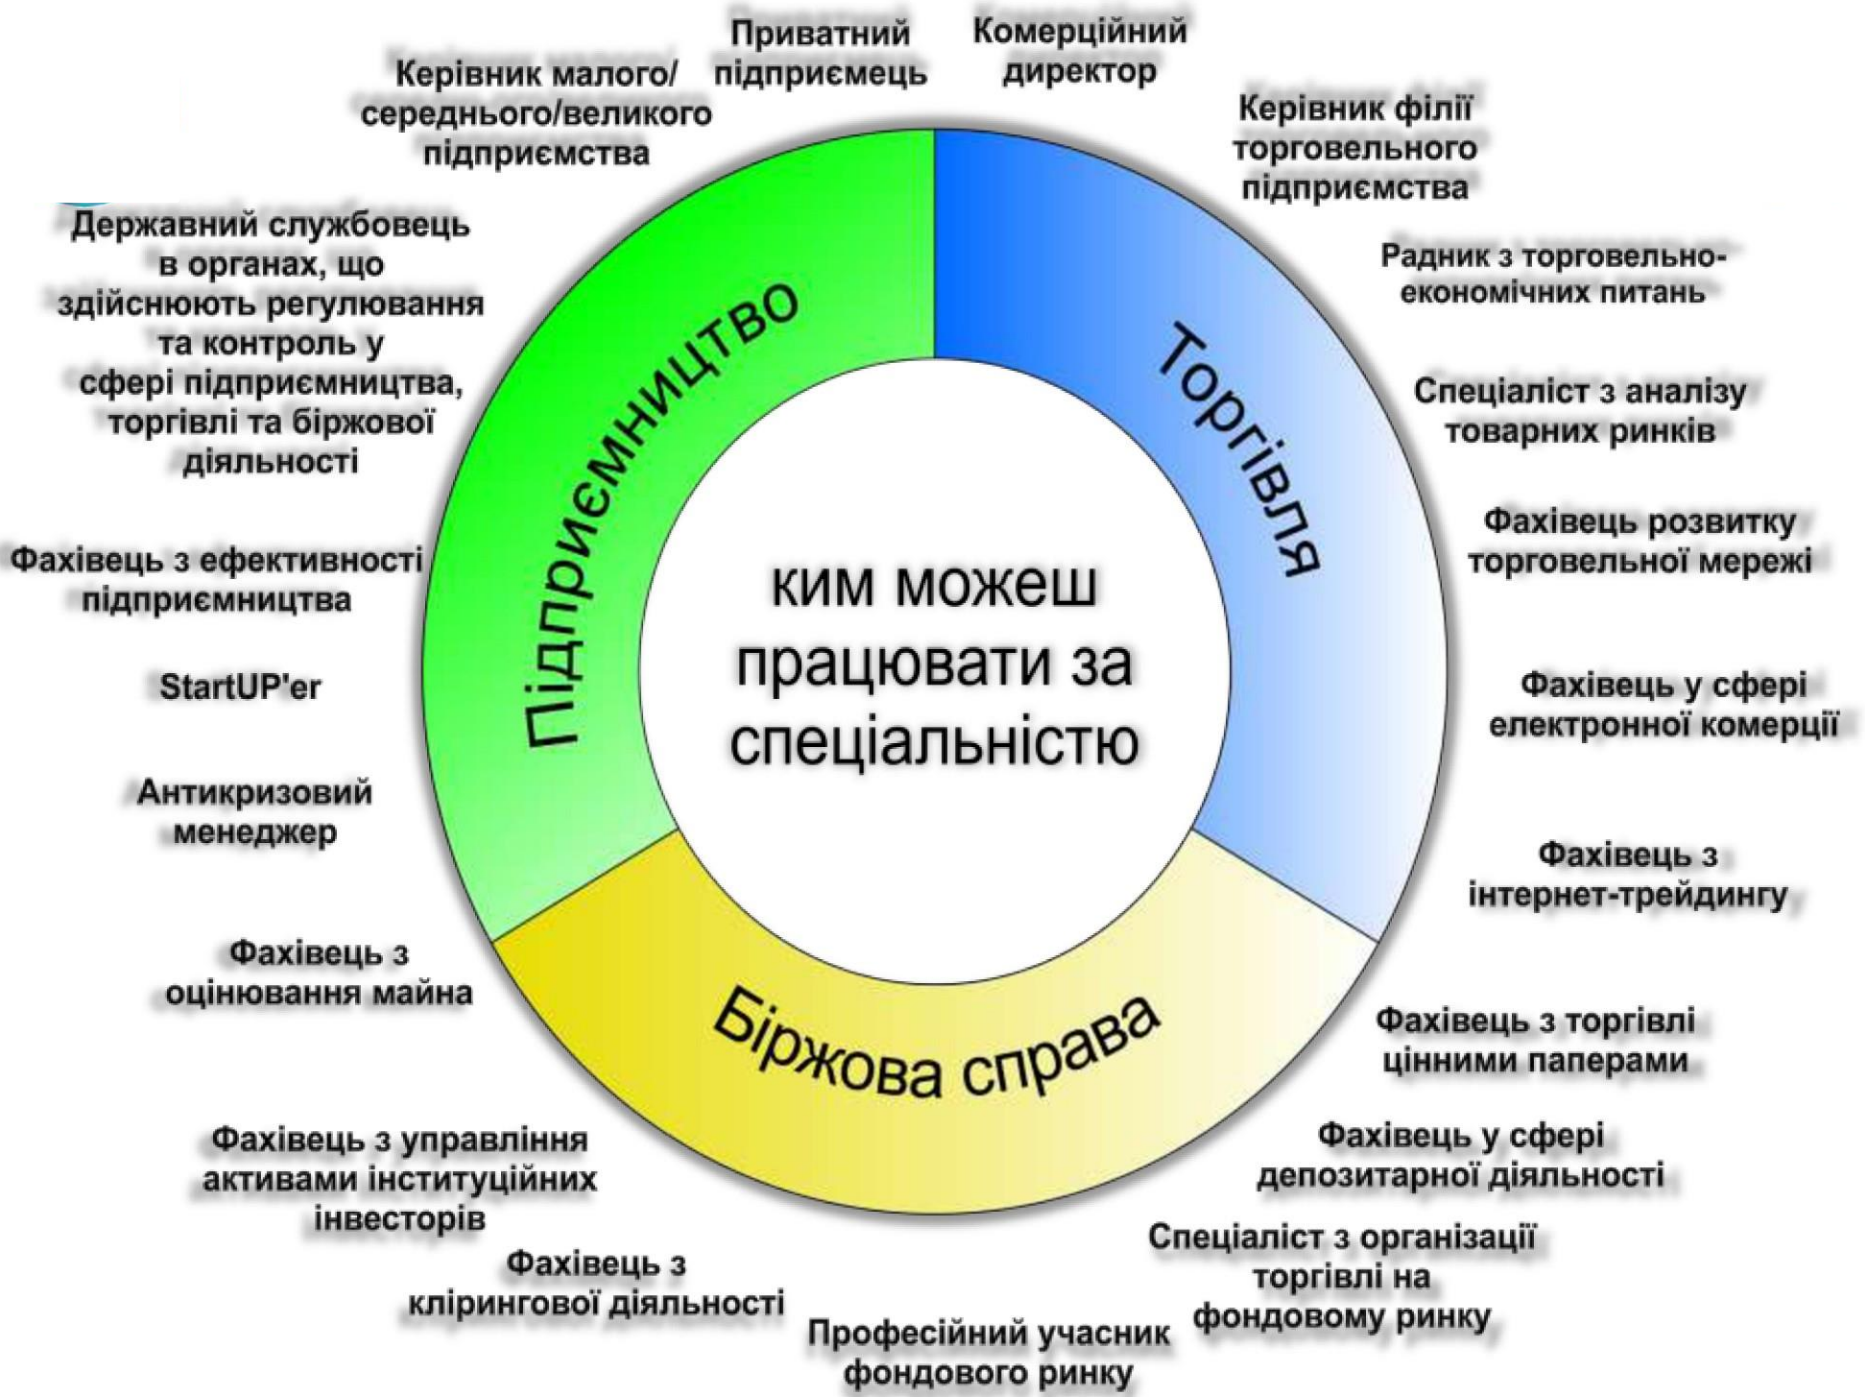 Приватний
підприємець
Комерційний
директор
Керівник філії
торговельного
підприємства
Радник з торговельно-
економічних питань
Спеціаліст з аналізу
товарних ринків
Фахівець розвитку
торговельної мережі
Фахівець у сфері
електронної комерції
Фахівець з
інтернет-трейдингу
Фахівець з торгівлі
цінними паперами
Фахівець у сфері
депозитарної діяльності
Спеціаліст з організації
торгівлі на
фондовому ринку
Професійний учасник
фондового ринку
Фахівець з
клірингової діяльності
Фахівець з управління
активами інституційних
інвесторів
Фахівець з
оцінювання майна
Антикризовий
менеджер
StartUP'er
Фахівець з ефективності
підприємництва
Державний службовець
в органах, що
здійснюють регулювання
та контроль у
сфері підприємництва,
торгівлі та біржової
діяльності
Керівник малого/
середнього/великого
підприємства
Підприємництво
Торгівля
Біржова справа
ким можеш
працювати за
спеціальністю